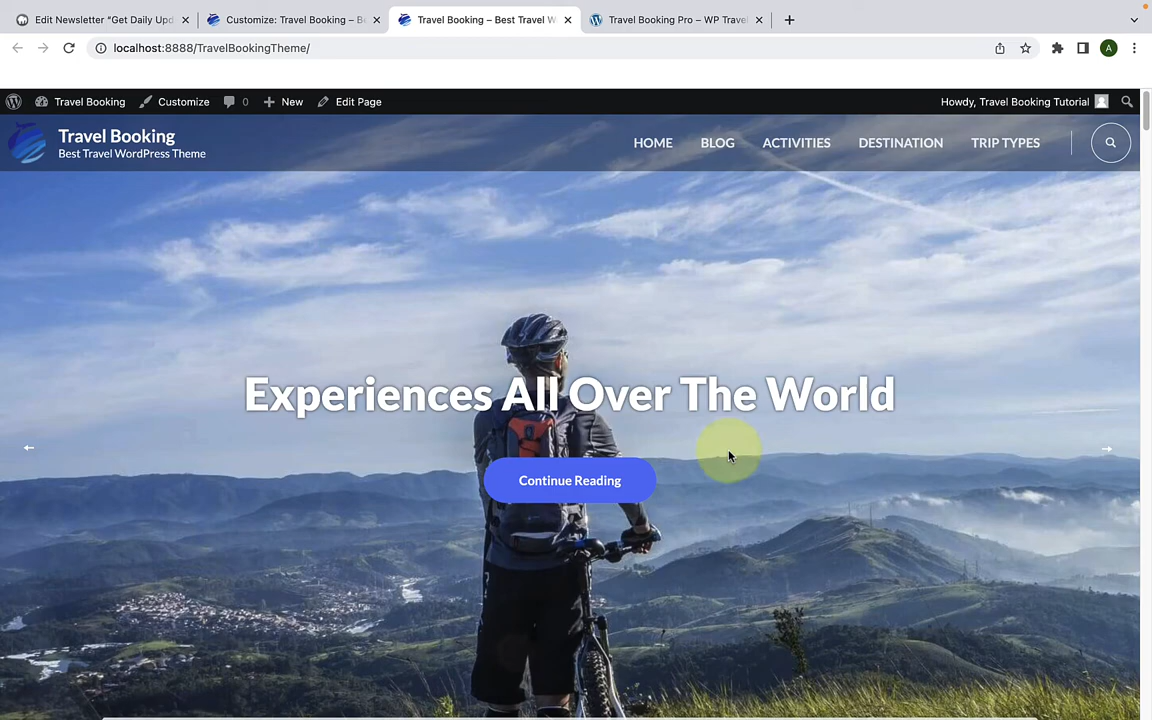 Edit Newsletter “Get Daily Upd
Customize: Travel Booking – Be
Travel Booking – Best Travel W
Travel Booking Pro – WP Travel
localhost:8888/TravelBookingTheme/
A
Travel Booking
Customize
0
New
Edit Page
Howdy, Travel Booking Tutorial
Travel Booking
Best Travel WordPress Theme
HOME
BLOG
ACTIVITIES
DESTINATION
TRIP TYPES
Experiences All Over The World
Continue Reading